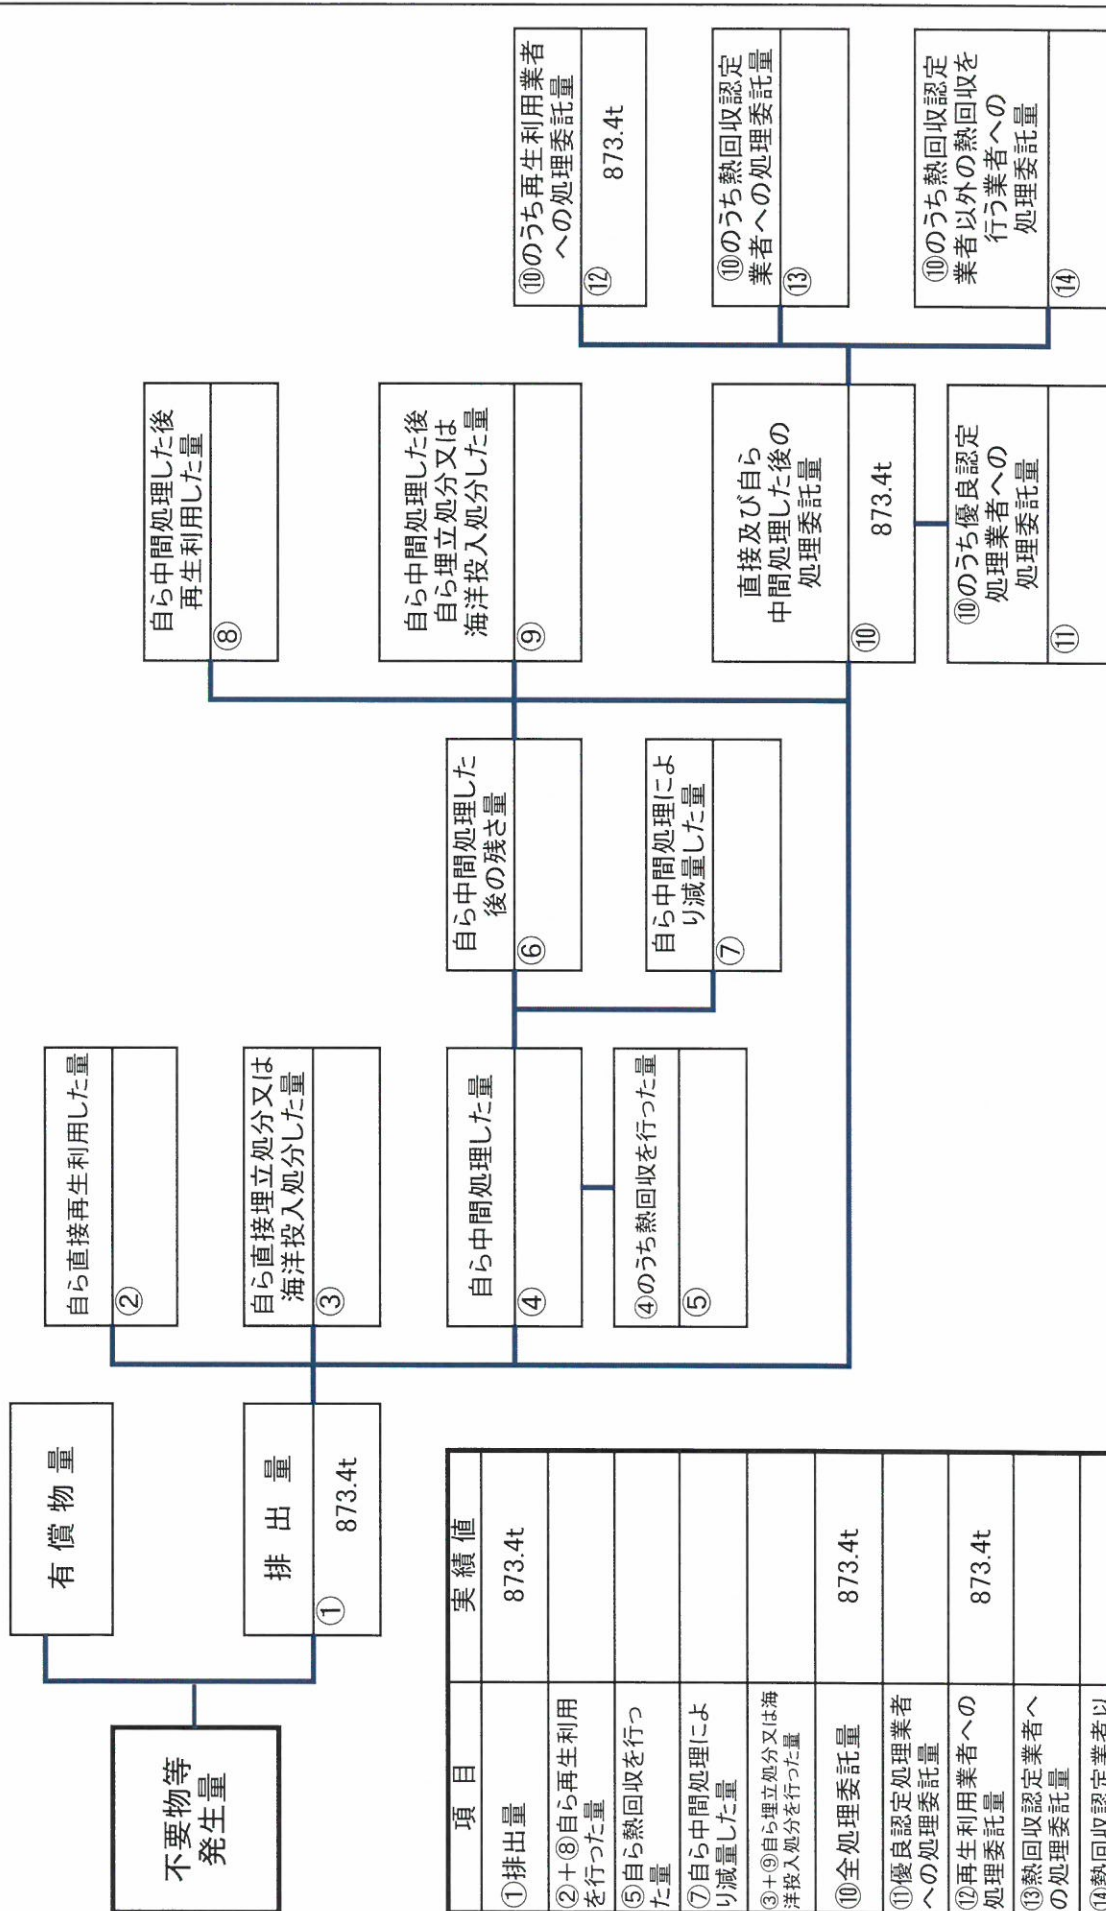 不要物等
発生量
有 償 物 量
排 出 量
①
873.4t
自ら直接再生利用した量
②
自ら直接埋立処分又は
海洋投入処分した量
③
自ら中間処理した量
④
④のうち熱回収を行った量
⑤
自ら中間処理した
後の残さ量
⑥
自ら中間処理によ
り減量した量
⑦
自ら中間処理した後
再生利用した量
⑧
自ら中間処理した後
自ら埋立処分又は
海洋投入処分した量
⑨
直接及び自ら
中間処理した後の
処理委託量
⑩
873.4t
⑩のうち優良認定
処理業者への
処理委託量
⑪
⑩のうち再生利用業者
への処理委託量
⑫
873.4t
⑩のうち熱回収認定
業者への処理委託量
⑬
⑩のうち熱回収認定
業者以外の熱回収を
行う業者への
処理委託量
⑭
項 目
実 績 値
①排出量
873.4t
②+⑧自ら再生利用
を行った量
⑤自ら熱回収を行っ
た量
⑦自ら中間処理によ
り減量した量
③+⑨自ら埋立処分又は海
洋投入処分を行った量
⑩全処理委託量
873.4t
⑪優良認定処理業者
への処理委託量
⑫再生利用業者への
処理委託量
873.4t
⑬熱回収認定業者へ
の処理委託量
⑭熱回収認定業者以